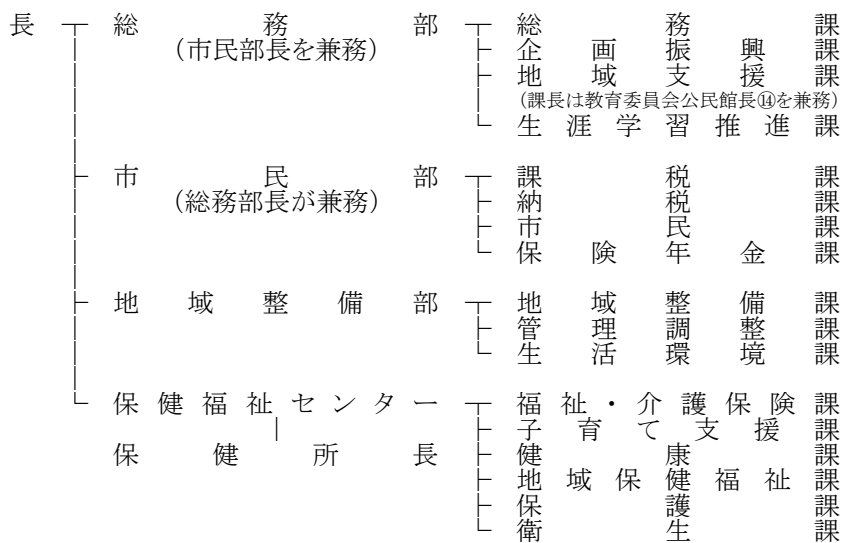 長 総務部 総務課
(市民部長を兼務) 企画振興課
地域支援課
(課長は教育委員会公民館長⑭を兼務)
生涯学習推進課
市民部 課税課
(総務部長が兼務) 納税課
市民課
保険年金課
地域整備部 地域整備課
管理調整課
生活環境課
保健福祉センター 福祉・介護保険課
子育て支援課
保健所長 健康課
地域保健福祉課
保護課
衛生課